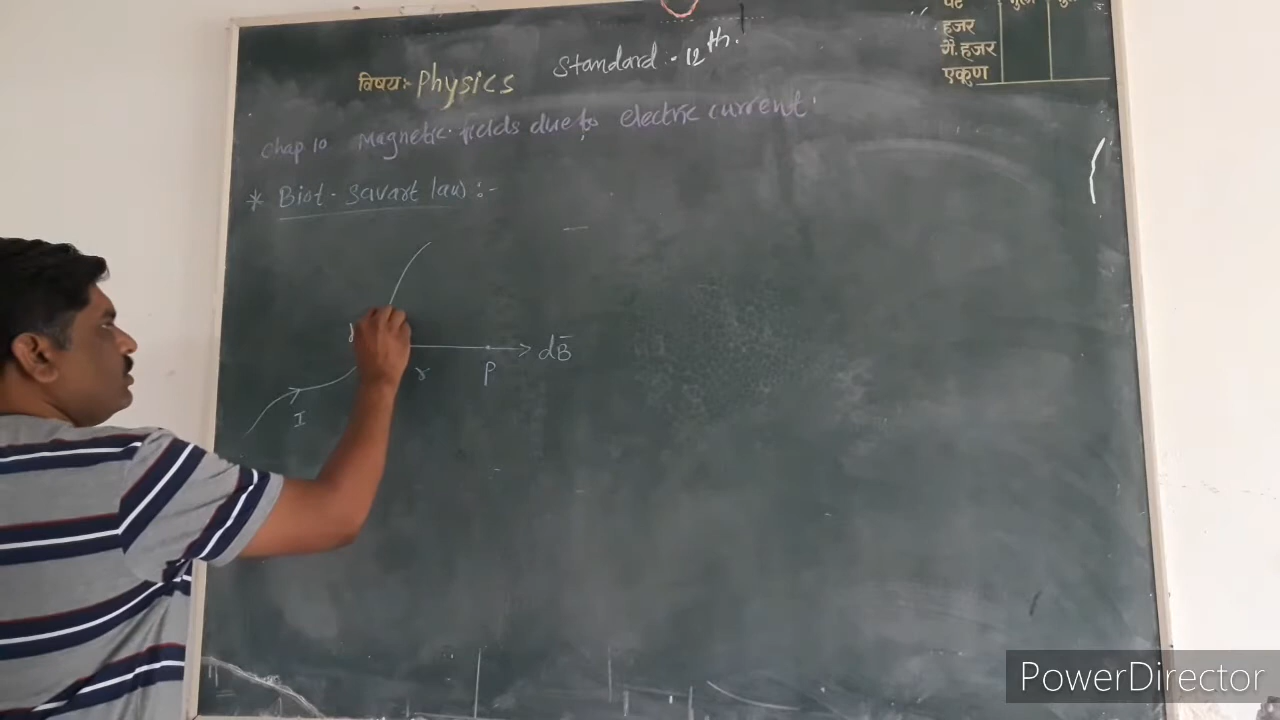 पट
हजर
गै. हजर
एकुण
Standard :- 12th.
विषय:- Physics
Chap 10 Magnetic fields due to electric current.
* Biot - Savart law :-
dB̄
r
P
I
PowerDirector